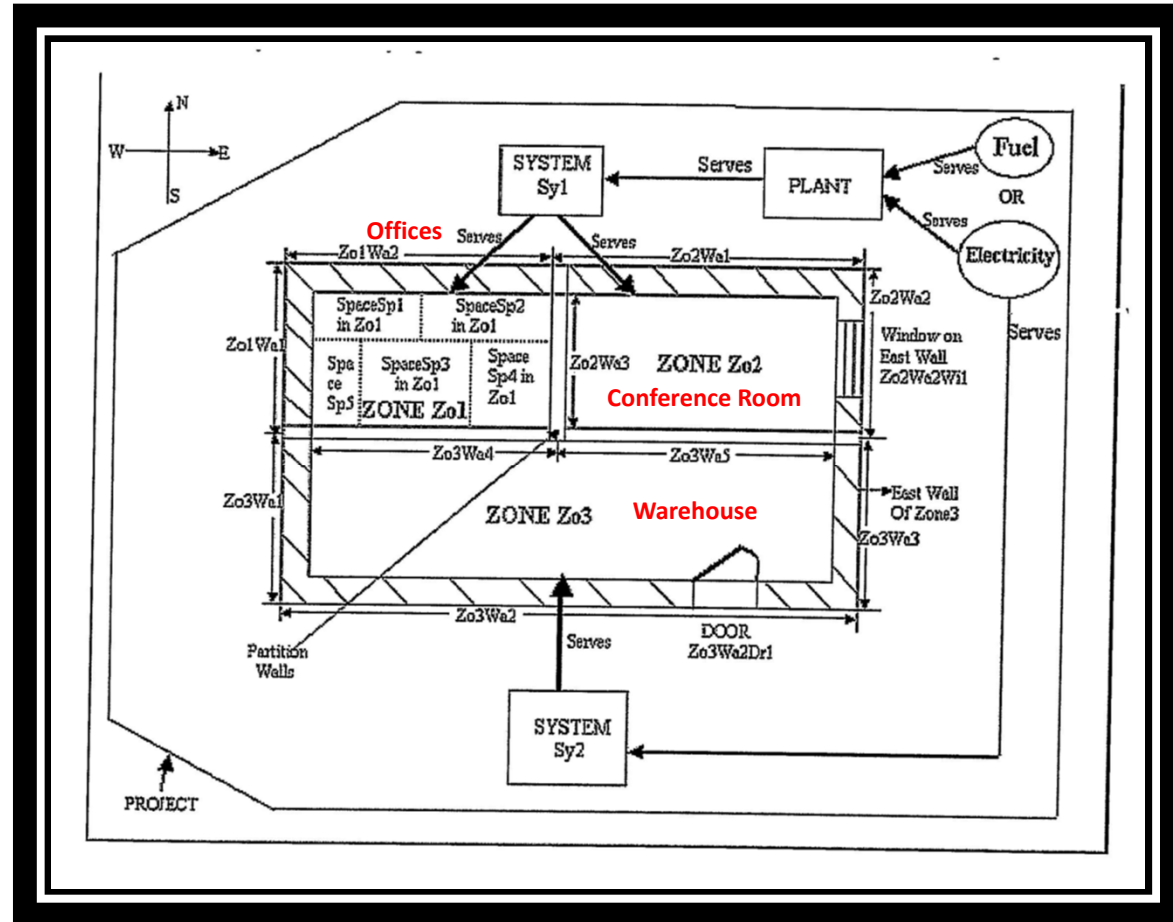 N
W
E
S
SYSTEM
Sy1
Serves
PLANT
Serves
Fuel
OR
Serves
Electricity
Serves
Offices
Serves
Serves
Zo1Wa2
Zo2Wa1
Zo1Wa1
SpaceSp1
in Zo1
SpaceSp2
in Zo1
Spa
ce
Sp5
SpaceSp3
in Zo1
Space
Sp4 in
Zo1
ZONE Zo1
Zo2Wa3
ZONE Zo2
Conference Room
Zo2Wa2
Window on
East Wall
Zo2Wa2Wi1
Zo3Wa4
Zo3Wa5
Zo3Wa1
ZONE Zo3
Warehouse
East Wall
Of Zone3
Zo3Wa3
Zo3Wa2
Partition
Walls
Serves
DOOR
Zo3Wa2Dr1
SYSTEM
Sy2
PROJECT